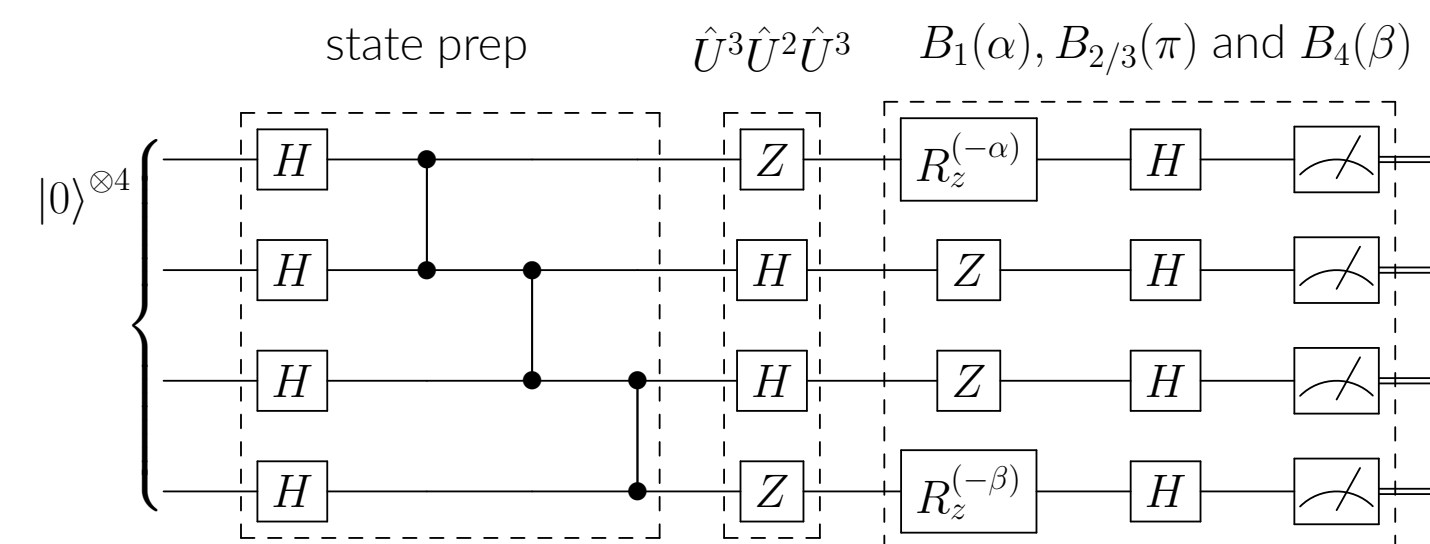 state prep Û³Û²Û³ B₁(α), B₂/₃(π) and B₄(β)
|0⟩⊗⁴
H Z R_z^(−α) H
H H Z H
H H Z H
H Z R_z^(−β) H